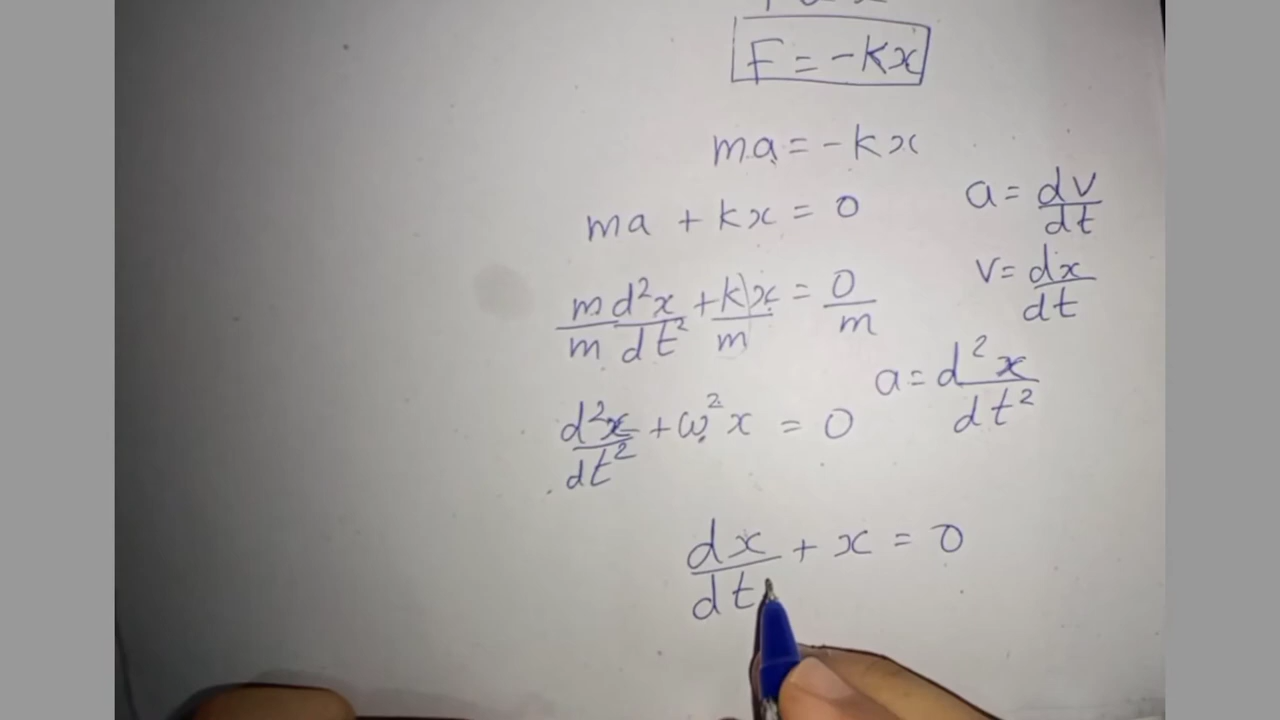 F = -kx
ma = -kx
ma + kx = 0
a = dv/dt
v = dx/dt
m/m d²x/dt² + kx/m = 0/m
a = d²x/dt²
d²x/dt² + ω²x = 0
dx/dt + x = 0